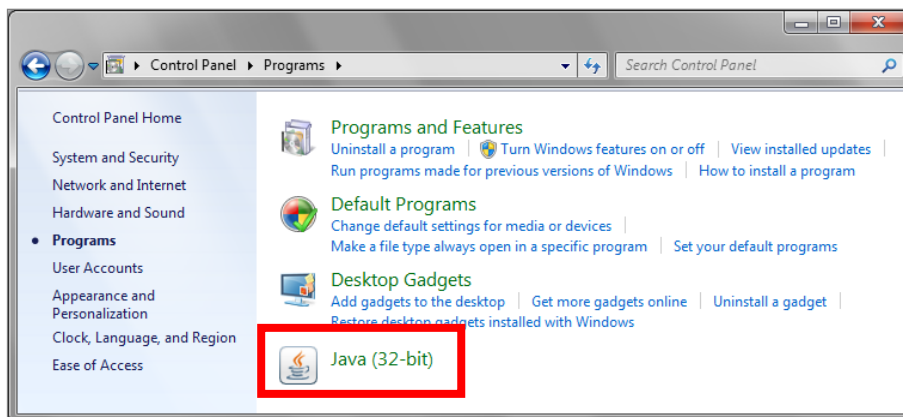 Control Panel Programs
Search Control Panel
Control Panel Home
System and Security
Network and Internet
Hardware and Sound
Programs
User Accounts
Appearance and
Personalization
Clock, Language, and Region
Ease of Access
Programs and Features
Uninstall a program Turn Windows features on or off View installed updates
Run programs made for previous versions of Windows How to install a program
Default Programs
Change default settings for media or devices
Make a file type always open in a specific program Set your default programs
Desktop Gadgets
Add gadgets to the desktop Get more gadgets online Uninstall a gadget
Restore desktop gadgets installed with Windows
Java (32-bit)